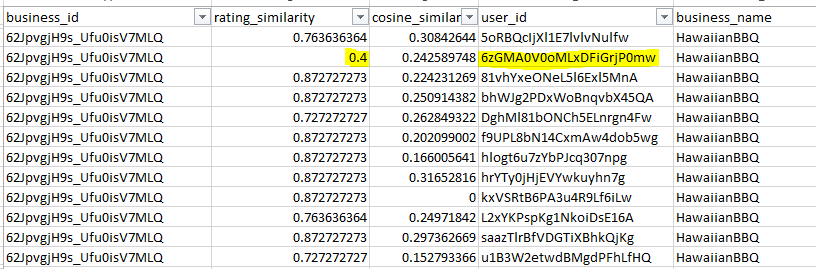 business_id rating_similarity cosine_similar user_id business_name
62JpvgjH9s_Ufu0isV7MLQ 0.763636364 0.30842644 5oRBQcIjXl1E7lvlvNulfw HawaiianBBQ
62JpvgjH9s_Ufu0isV7MLQ 0.4 0.242589748 6zGMA0V0oMLxDFiGrjP0mw HawaiianBBQ
62JpvgjH9s_Ufu0isV7MLQ 0.872727273 0.224231269 81vhYxeONeL5l6Exl5MnA HawaiianBBQ
62JpvgjH9s_Ufu0isV7MLQ 0.872727273 0.250914382 bhWJg2PDxWoBnqvbX45QA HawaiianBBQ
62JpvgjH9s_Ufu0isV7MLQ 0.727272727 0.262849322 DghMl81bONCh5ELnrgn4Fw HawaiianBBQ
62JpvgjH9s_Ufu0isV7MLQ 0.872727273 0.202099002 f9UPL8bN14CxmAw4dob5wg HawaiianBBQ
62JpvgjH9s_Ufu0isV7MLQ 0.872727273 0.166005641 hlogt6u7zYbPJcq307npg HawaiianBBQ
62JpvgjH9s_Ufu0isV7MLQ 0.872727273 0.31652816 hrYTy0jHjEVYwkuyhn7g HawaiianBBQ
62JpvgjH9s_Ufu0isV7MLQ 0.872727273 0 kxVSRtB6PA3u4R9Lf6iLw HawaiianBBQ
62JpvgjH9s_Ufu0isV7MLQ 0.763636364 0.24971842 L2xYKPspKg1NkoiDsE16A HawaiianBBQ
62JpvgjH9s_Ufu0isV7MLQ 0.872727273 0.297362669 saazTlrBfVDGTiXBhkQjKg HawaiianBBQ
62JpvgjH9s_Ufu0isV7MLQ 0.727272727 0.152793366 u1B3W2etwdBMgdPFhLfHQ HawaiianBBQ